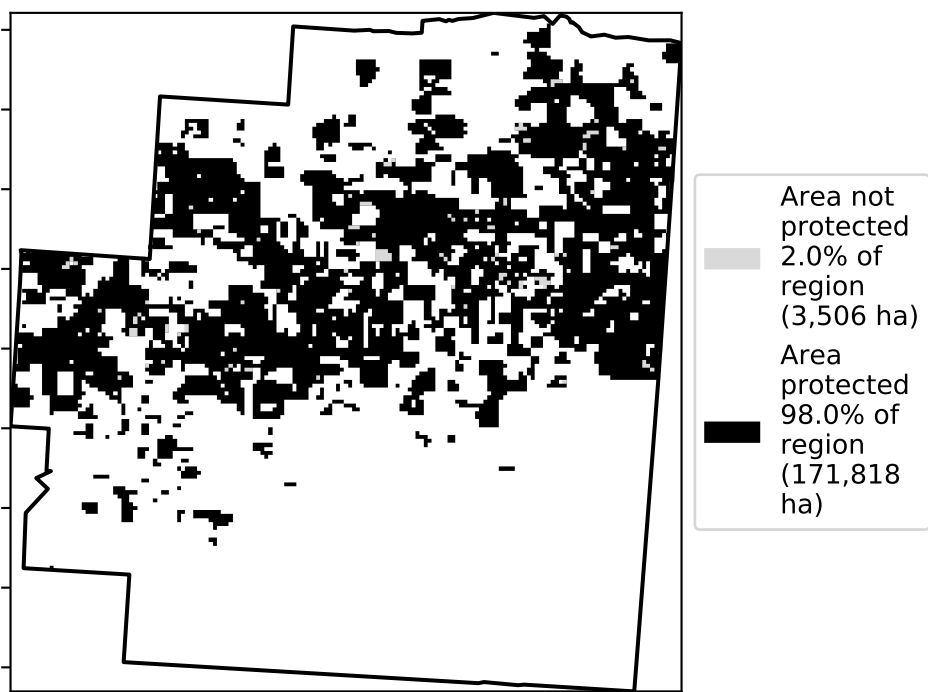 Area not
protected
2.0% of
region
(3,506 ha)
Area
protected
98.0% of
region
(171,818
ha)